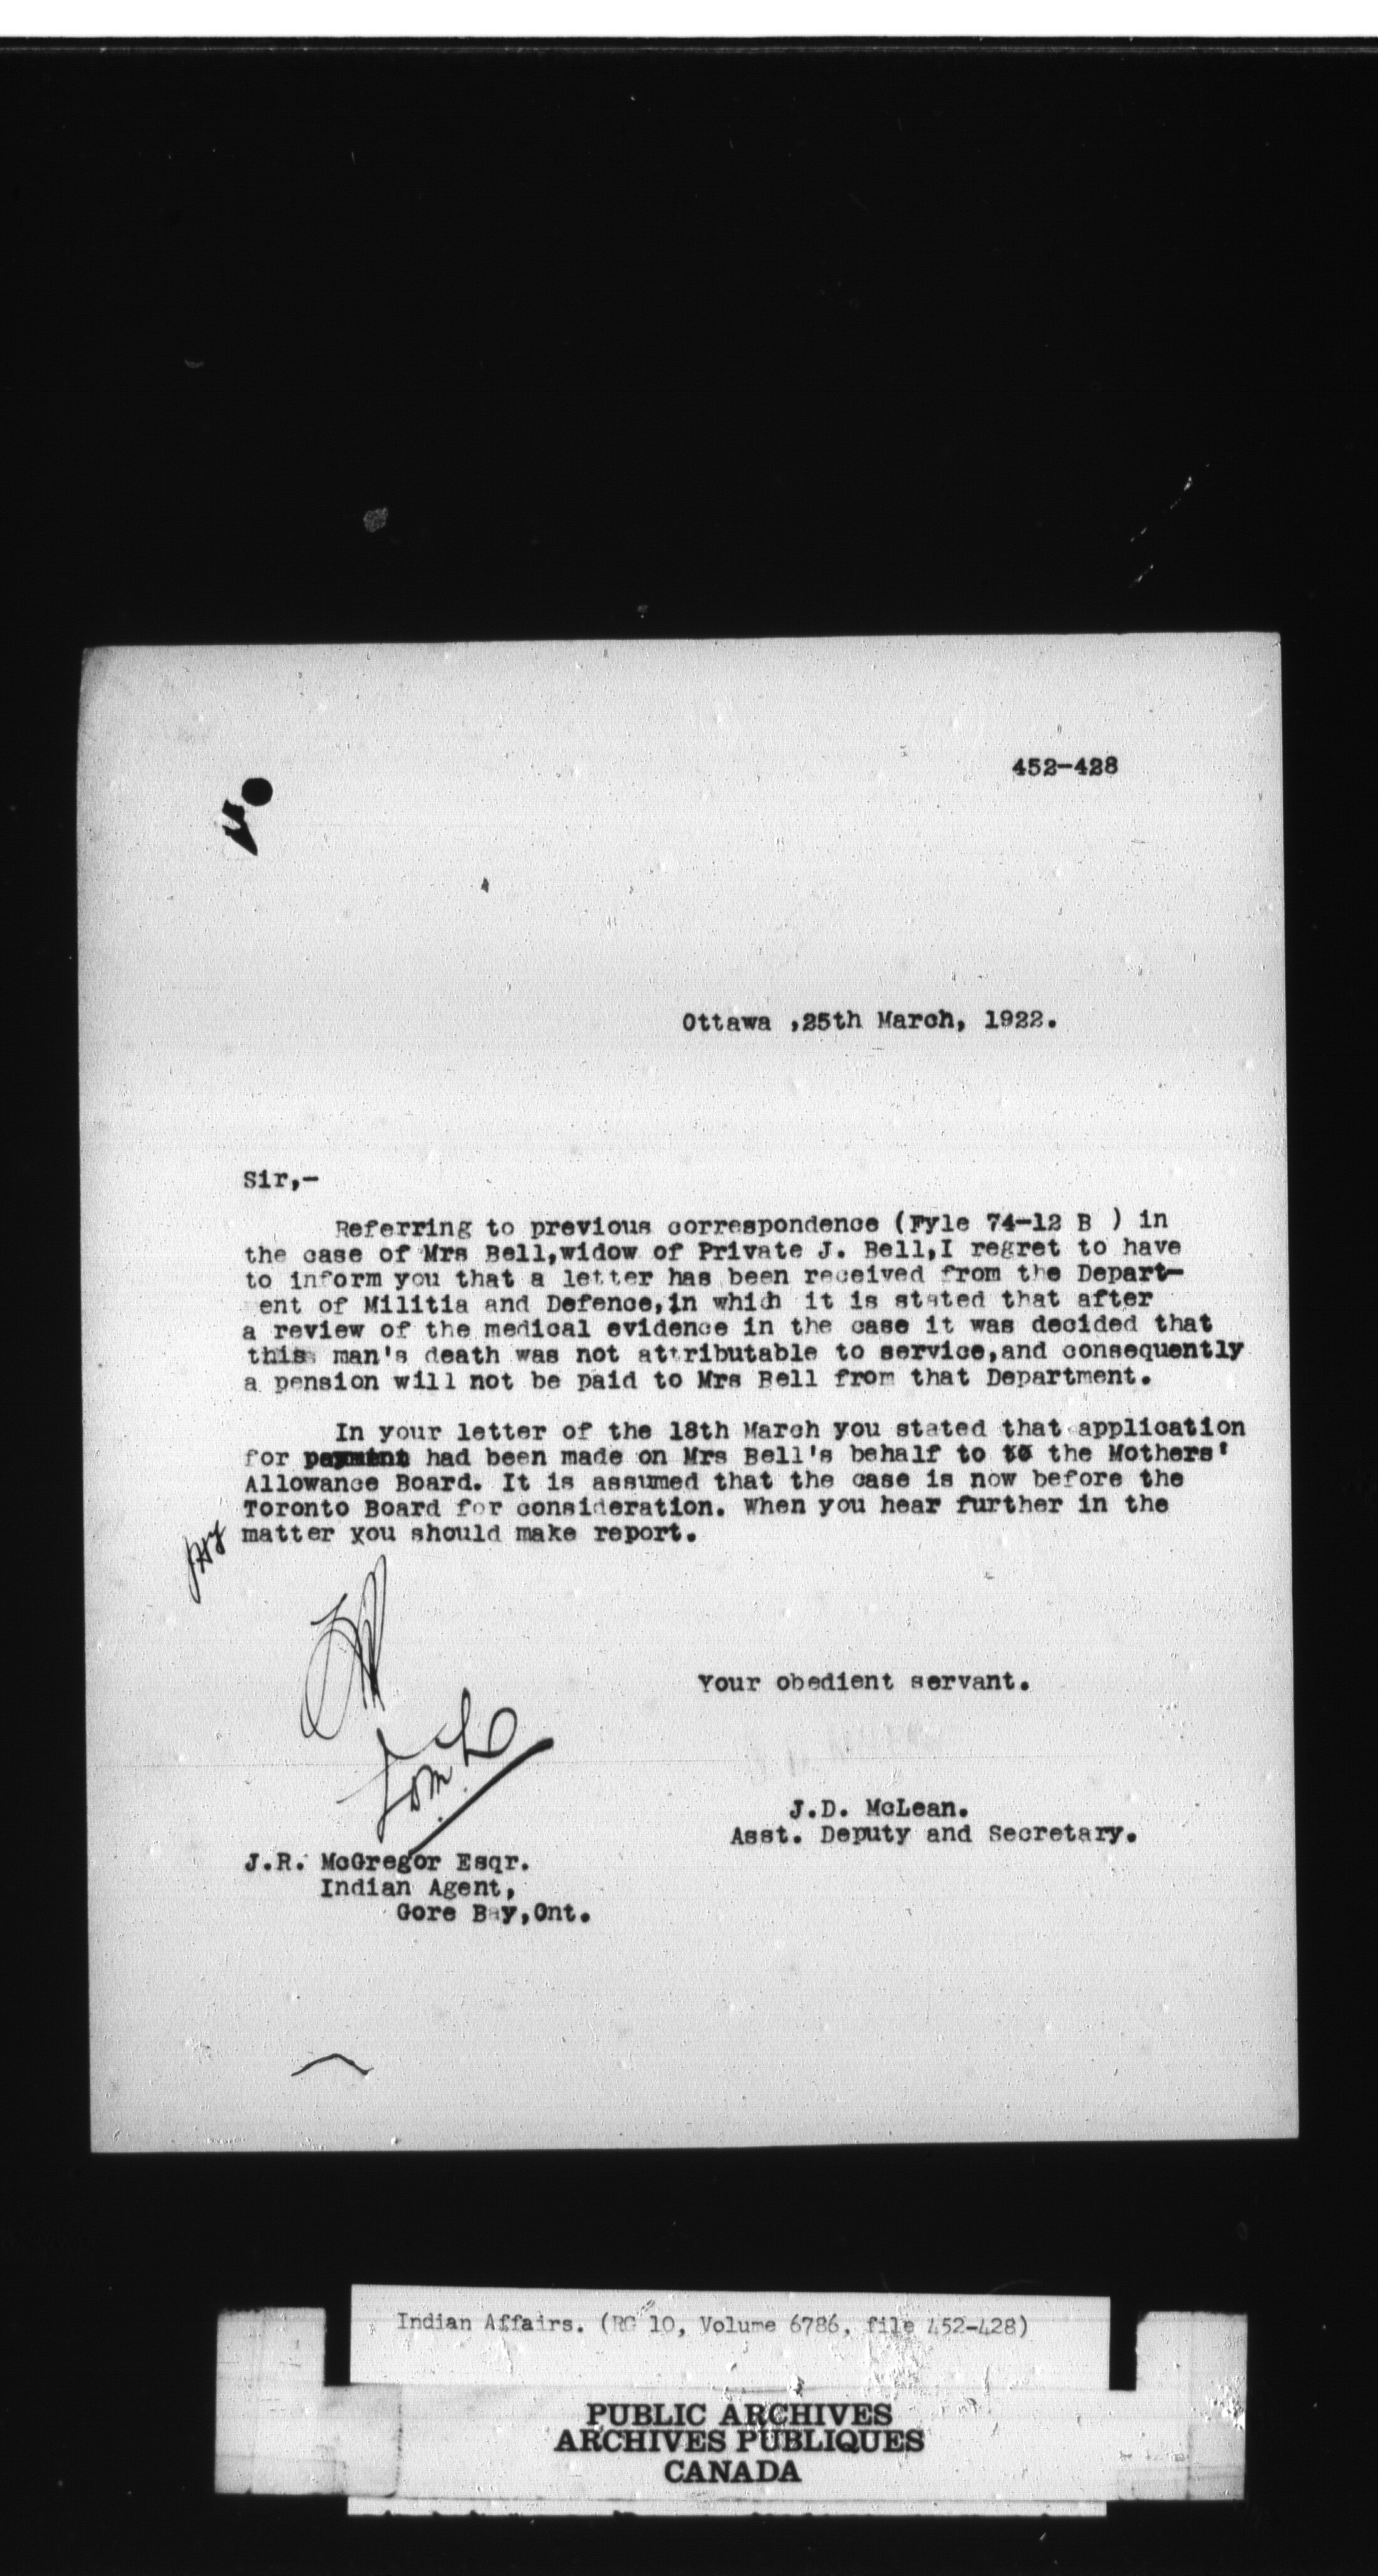 452-428
Ottawa ,25th March, 1922.
Sir,-
Referring to previous correspondence (Fyle 74-12 B ) in
the case of Mrs Bell,widow of Private J. Bell,I regret to have
to inform you that a letter has been received from the Depart-
ent of Militia and Defence,in which it is stated that after
a review of the medical evidence in the case it was decided that
this man's death was not attributable to service,and consequently
a pension will not be paid to Mrs Bell from that Department.
In your letter of the 18th March you stated that application
for had been made on Mrs Bell's behalf to to the Mothers'
Allowance Board. It is assumed that the case is now before the
Toronto Board for consideration. When you hear further in the
matter you should make report.
Your obedient servant.
J.D. McLean.
Asst. Deputy and Secretary.
J.R. McGregor Esqr.
Indian Agent,
Gore Bay,Ont.
Indian Affairs. (RG 10, Volume 6786, file 452-428)
PUBLIC ARCHIVES
ARCHIVES PUBLIQUES
CANADA